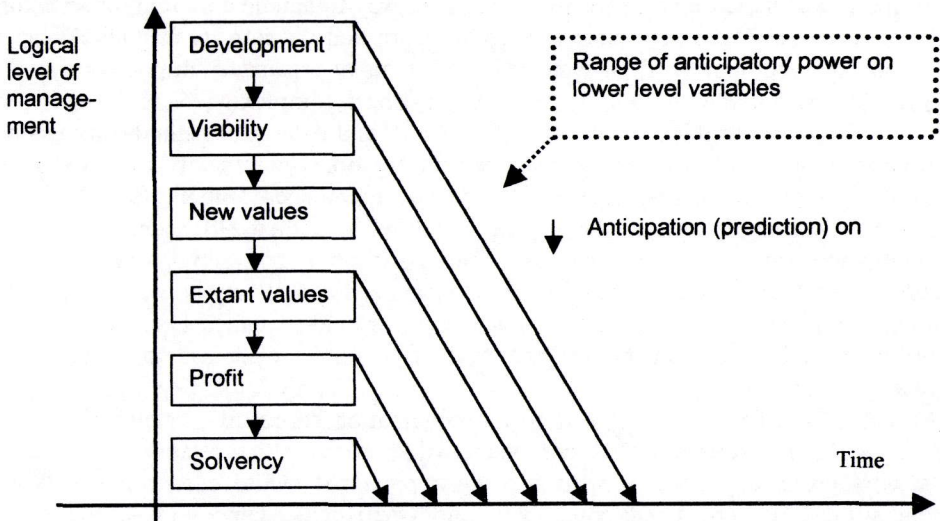 Logical
level of
manage-
ment
Development
Viability
New values
Extant values
Profit
Solvency
Range of anticipatory power on
lower level variables
Anticipation (prediction) on
Time